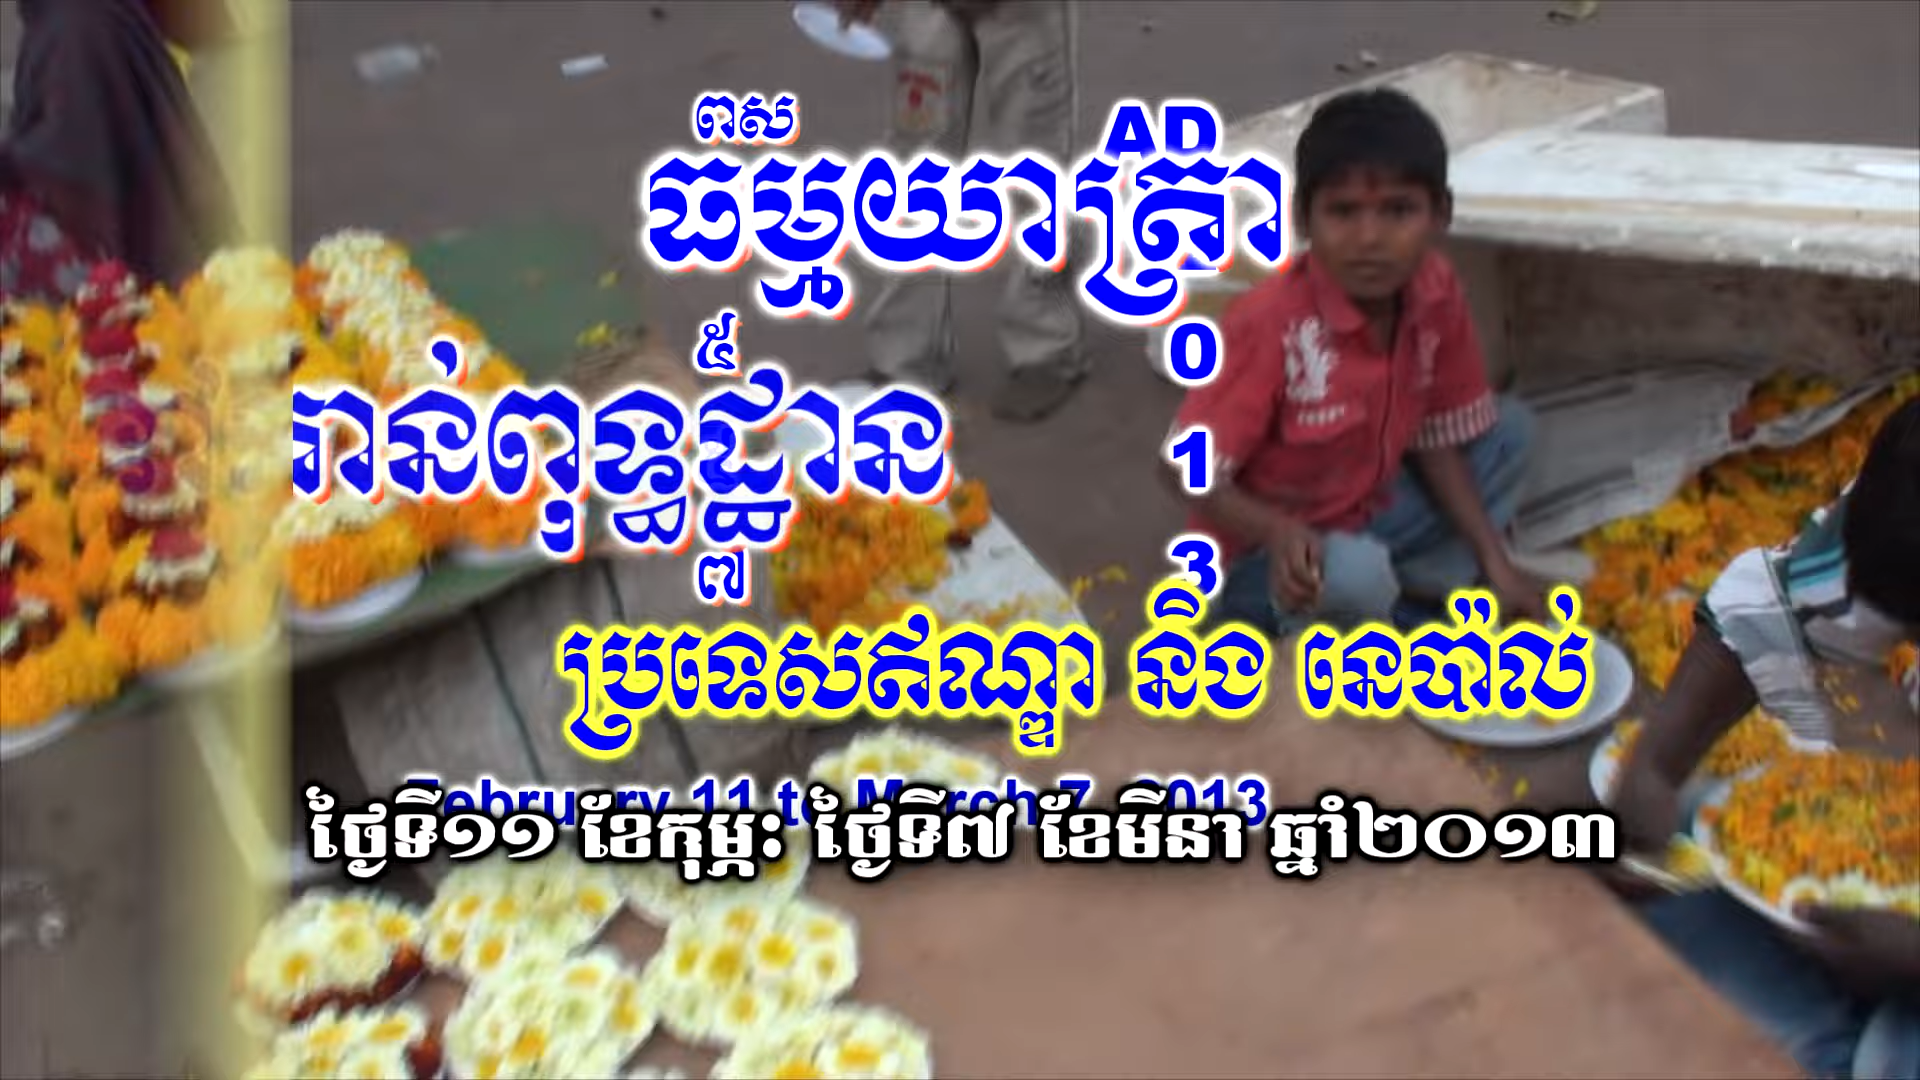 ពស
AD
ធម្មយាត្រា
0
1
3
៥
កាន់ពុទ្ធដ្ឋាន
៧
ប្រទេសឥណ្ឌា និង នេប៉ាល់
February 11 to March 7, 2013
ថ្ងៃទី១១ ខែកុម្ភៈ ថ្ងៃទី៧ ខែមីនា ឆ្នាំ២០១៣